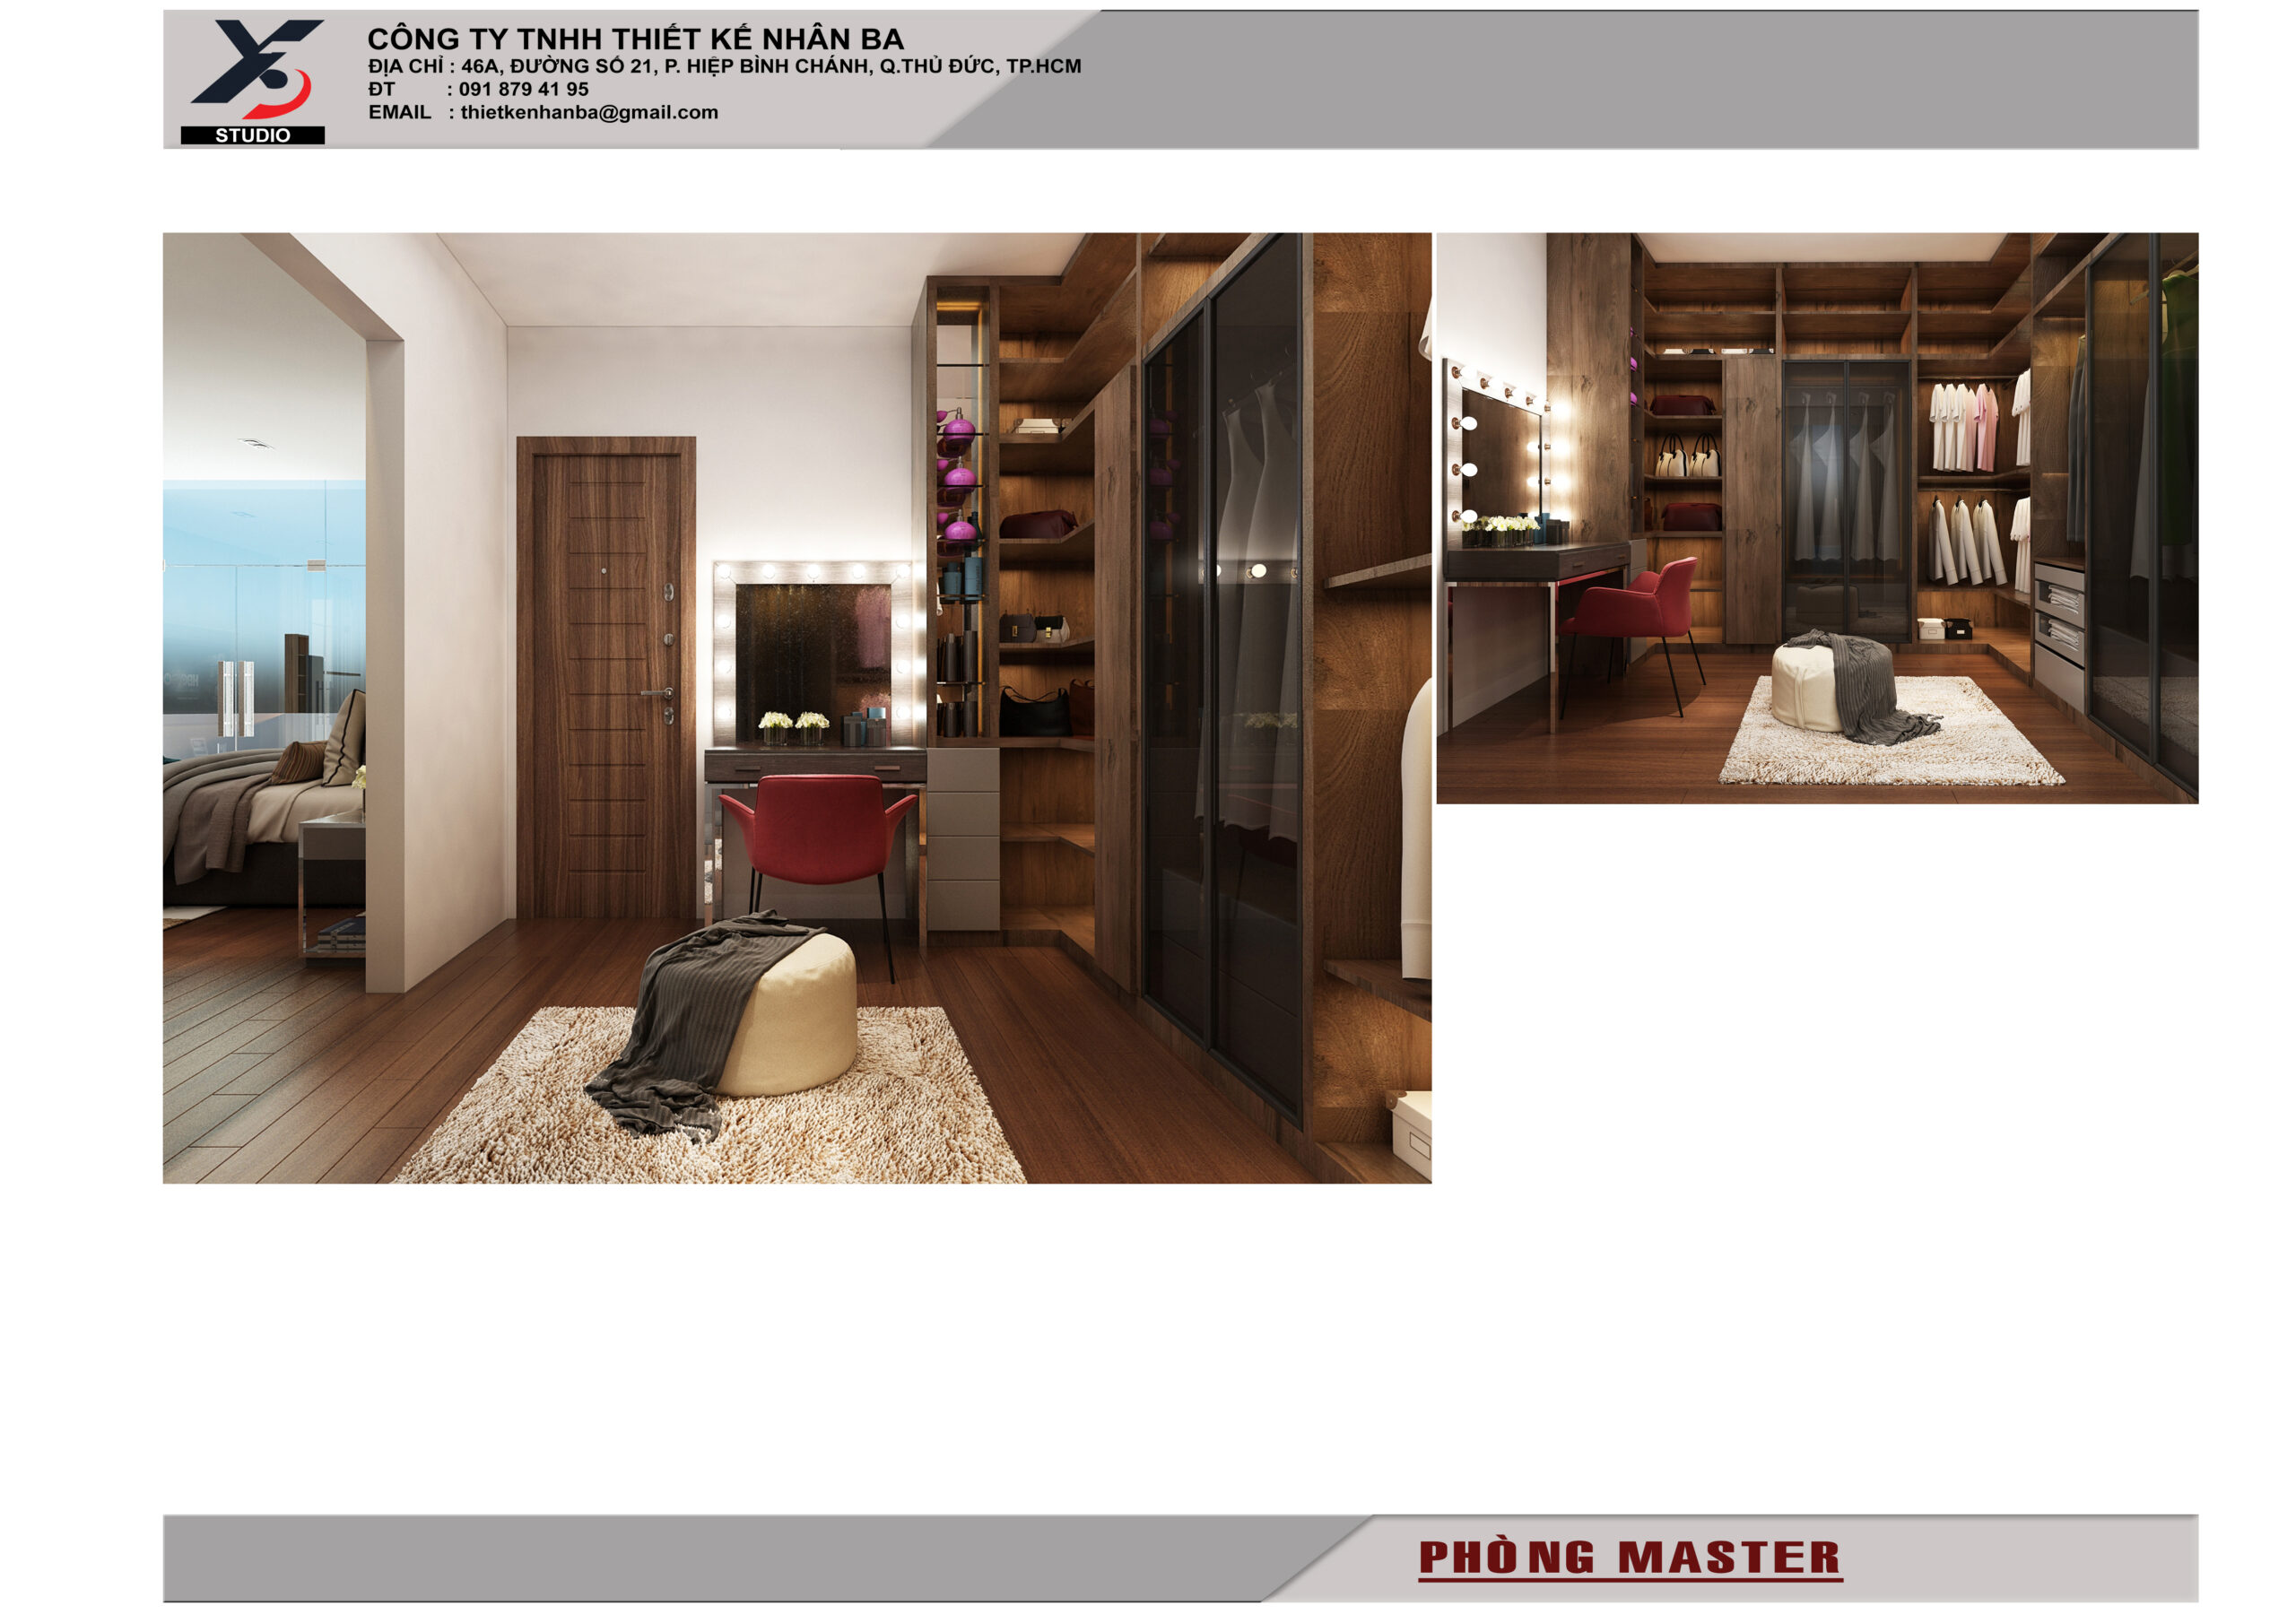 CÔNG TY TNHH THIẾT KẾ NHÂN BA
ĐỊA CHỈ : 46A, ĐƯỜNG SỐ 21, P. HIỆP BÌNH CHÁNH, Q.THỦ ĐỨC, TP.HCM
ĐT : 091 879 41 95
EMAIL : thietkenhanba@gmail.com
STUDIO
PHÒNG MASTER